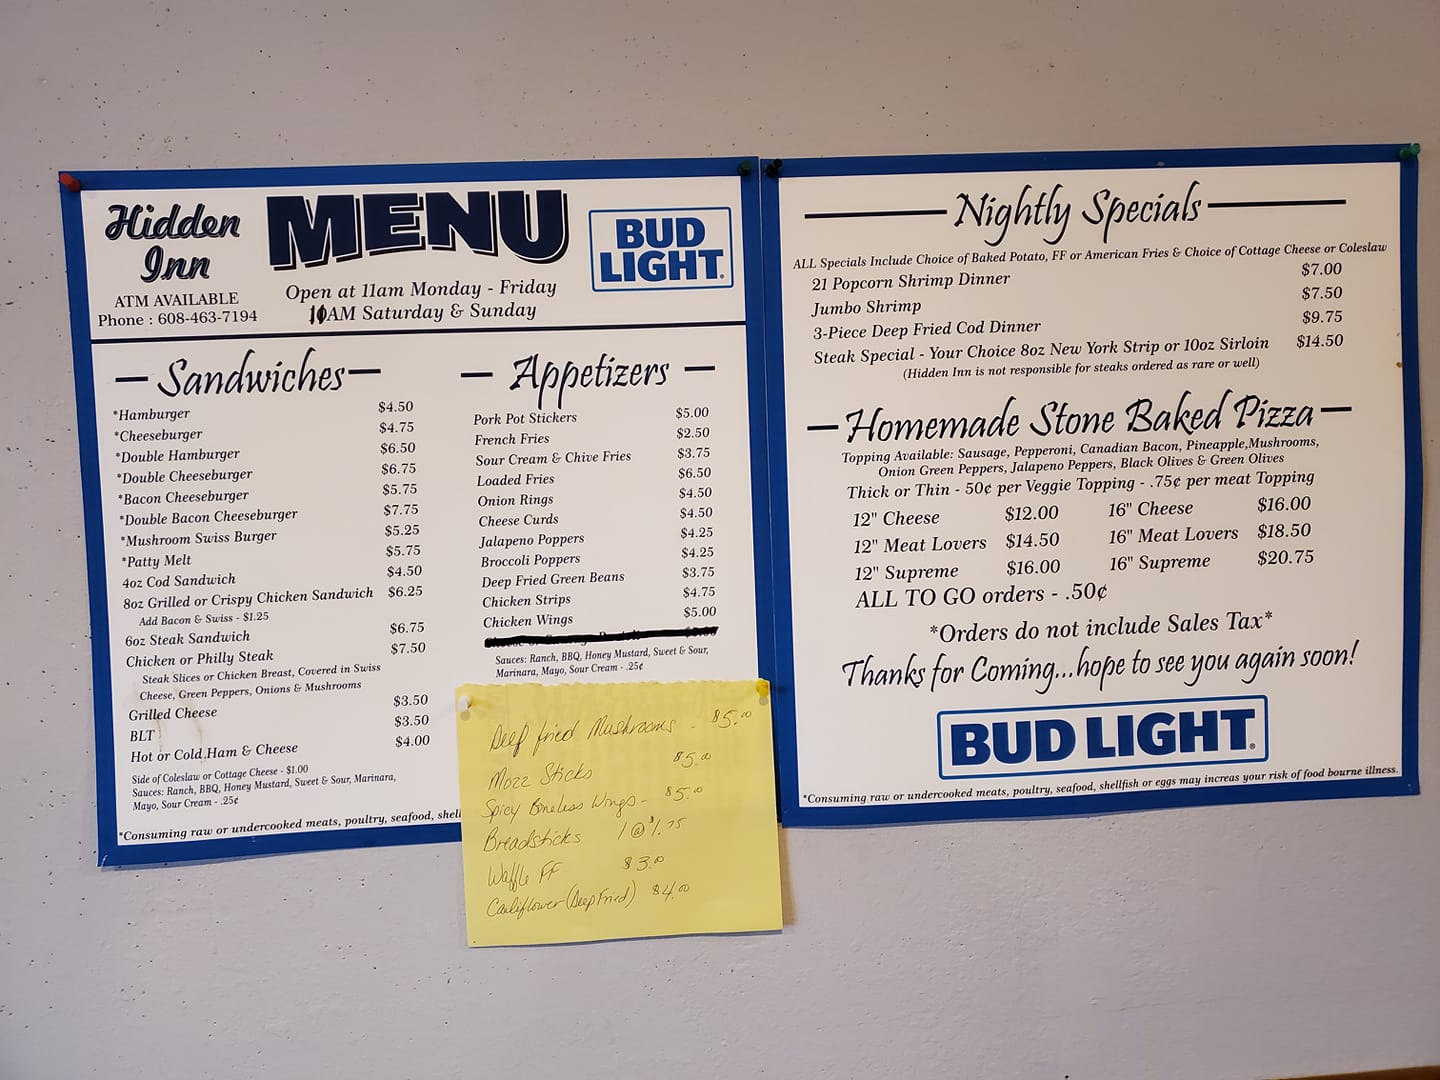 Hidden Inn
ATM AVAILABLE
Phone : 608-463-7194
MENU
Open at 11am Monday - Friday
10AM Saturday & Sunday
BUD LIGHT.
Sandwiches
*Hamburger $4.50
*Cheeseburger $4.75
*Double Hamburger $6.50
*Double Cheeseburger $6.75
*Bacon Cheeseburger $5.75
*Double Bacon Cheeseburger $7.75
*Mushroom Swiss Burger $5.25
*Patty Melt $5.75
4oz Cod Sandwich $4.50
8oz Grilled or Crispy Chicken Sandwich $6.25
Add Bacon & Swiss - $1.25
6oz Steak Sandwich $6.75
Chicken or Philly Steak $7.50
Steak Slices or Chicken Breast, Covered in Swiss
Cheese, Green Peppers, Onions & Mushrooms
Grilled Cheese $3.50
BLT $3.50
Hot or Cold Ham & Cheese $4.00
Side of Coleslaw or Cottage Cheese - $1.00
Sauces: Ranch, BBQ, Honey Mustard, Sweet & Sour, Marinara,
Mayo, Sour Cream - .25¢
*Consuming raw or undercooked meats, poultry, seafood, shell
Appetizers
Pork Pot Stickers $5.00
French Fries $2.50
Sour Cream & Chive Fries $3.75
Loaded Fries $6.50
Onion Rings $4.50
Cheese Curds $4.50
Jalapeno Poppers $4.25
Broccoli Poppers $4.25
Deep Fried Green Beans $3.75
Chicken Strips $4.75
Chicken Wings $5.00
Sauces: Ranch, BBQ, Honey Mustard, Sweet & Sour,
Marinara, Mayo, Sour Cream - .25¢
Deep fried Mushrooms - $5.00
Mozz Sticks $5.00
Spicy Boneless Wings - $5.00
Breadsticks 1 @ $1.75
Waffle FF $3.00
Cauliflower (Deep Fried) $4.00
Nightly Specials
ALL Specials Include Choice of Baked Potato, FF or American Fries & Choice of Cottage Cheese or Coleslaw
21 Popcorn Shrimp Dinner $7.00
Jumbo Shrimp $7.50
3-Piece Deep Fried Cod Dinner $9.75
Steak Special - Your Choice 8oz New York Strip or 10oz Sirloin $14.50
(Hidden Inn is not responsible for steaks ordered as rare or well)
Homemade Stone Baked Pizza
Topping Available: Sausage, Pepperoni, Canadian Bacon, Pineapple,Mushrooms,
Onion Green Peppers, Jalapeno Peppers, Black Olives & Green Olives
Thick or Thin - 50¢ per Veggie Topping - .75¢ per meat Topping
12" Cheese $12.00 16" Cheese $16.00
12" Meat Lovers $14.50 16" Meat Lovers $18.50
12" Supreme $16.00 16" Supreme $20.75
ALL TO GO orders - .50¢
*Orders do not include Sales Tax*
Thanks for Coming...hope to see you again soon!
BUD LIGHT.
*Consuming raw or undercooked meats, poultry, seafood, shellfish or eggs may increas your risk of food bourne illness.